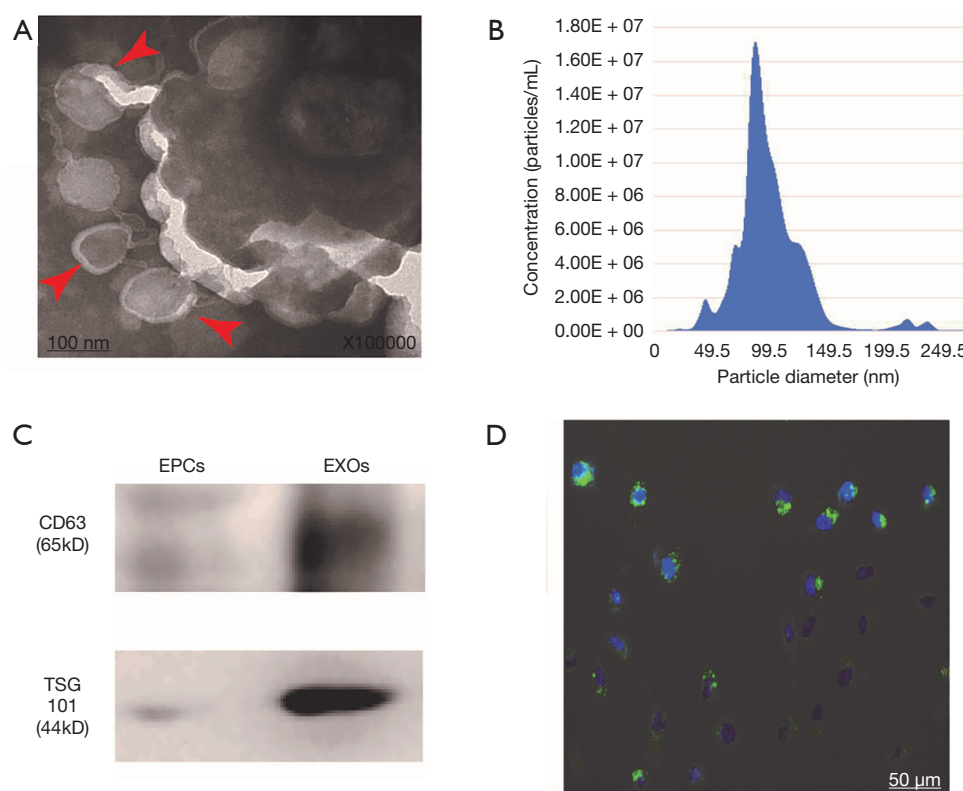 A
100 nm
X100000
B
Concentration (particles/mL)
1.80E + 07
1.60E + 07
1.40E + 07
1.20E + 07
1.00E + 07
8.00E + 06
6.00E + 06
4.00E + 06
2.00E + 06
0.00E + 00
0 49.5 99.5 149.5 199.5 249.5
Particle diameter (nm)
C
EPCs EXOs
CD63
(65kD)
TSG
101
(44kD)
D
50 µm